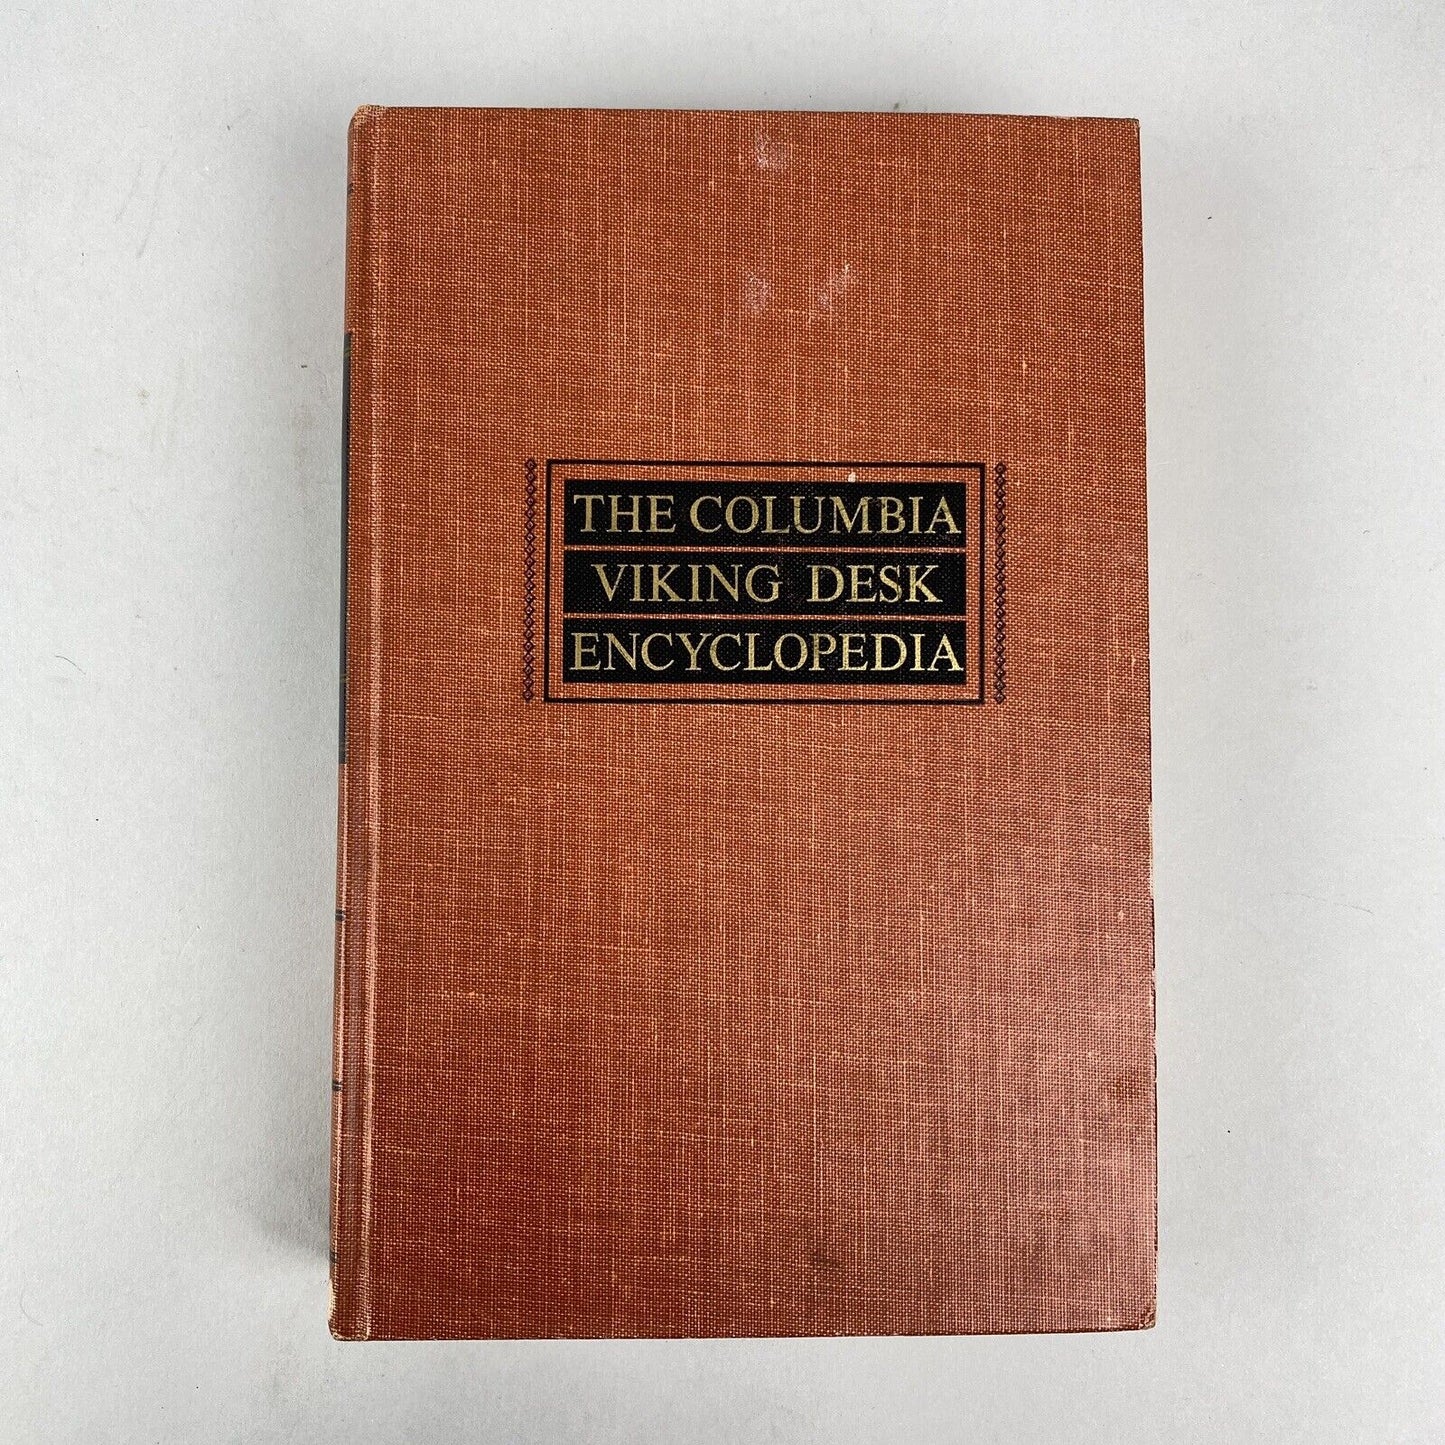 THE COLUMBIA
VIKING DESK
ENCYCLOPEDIA